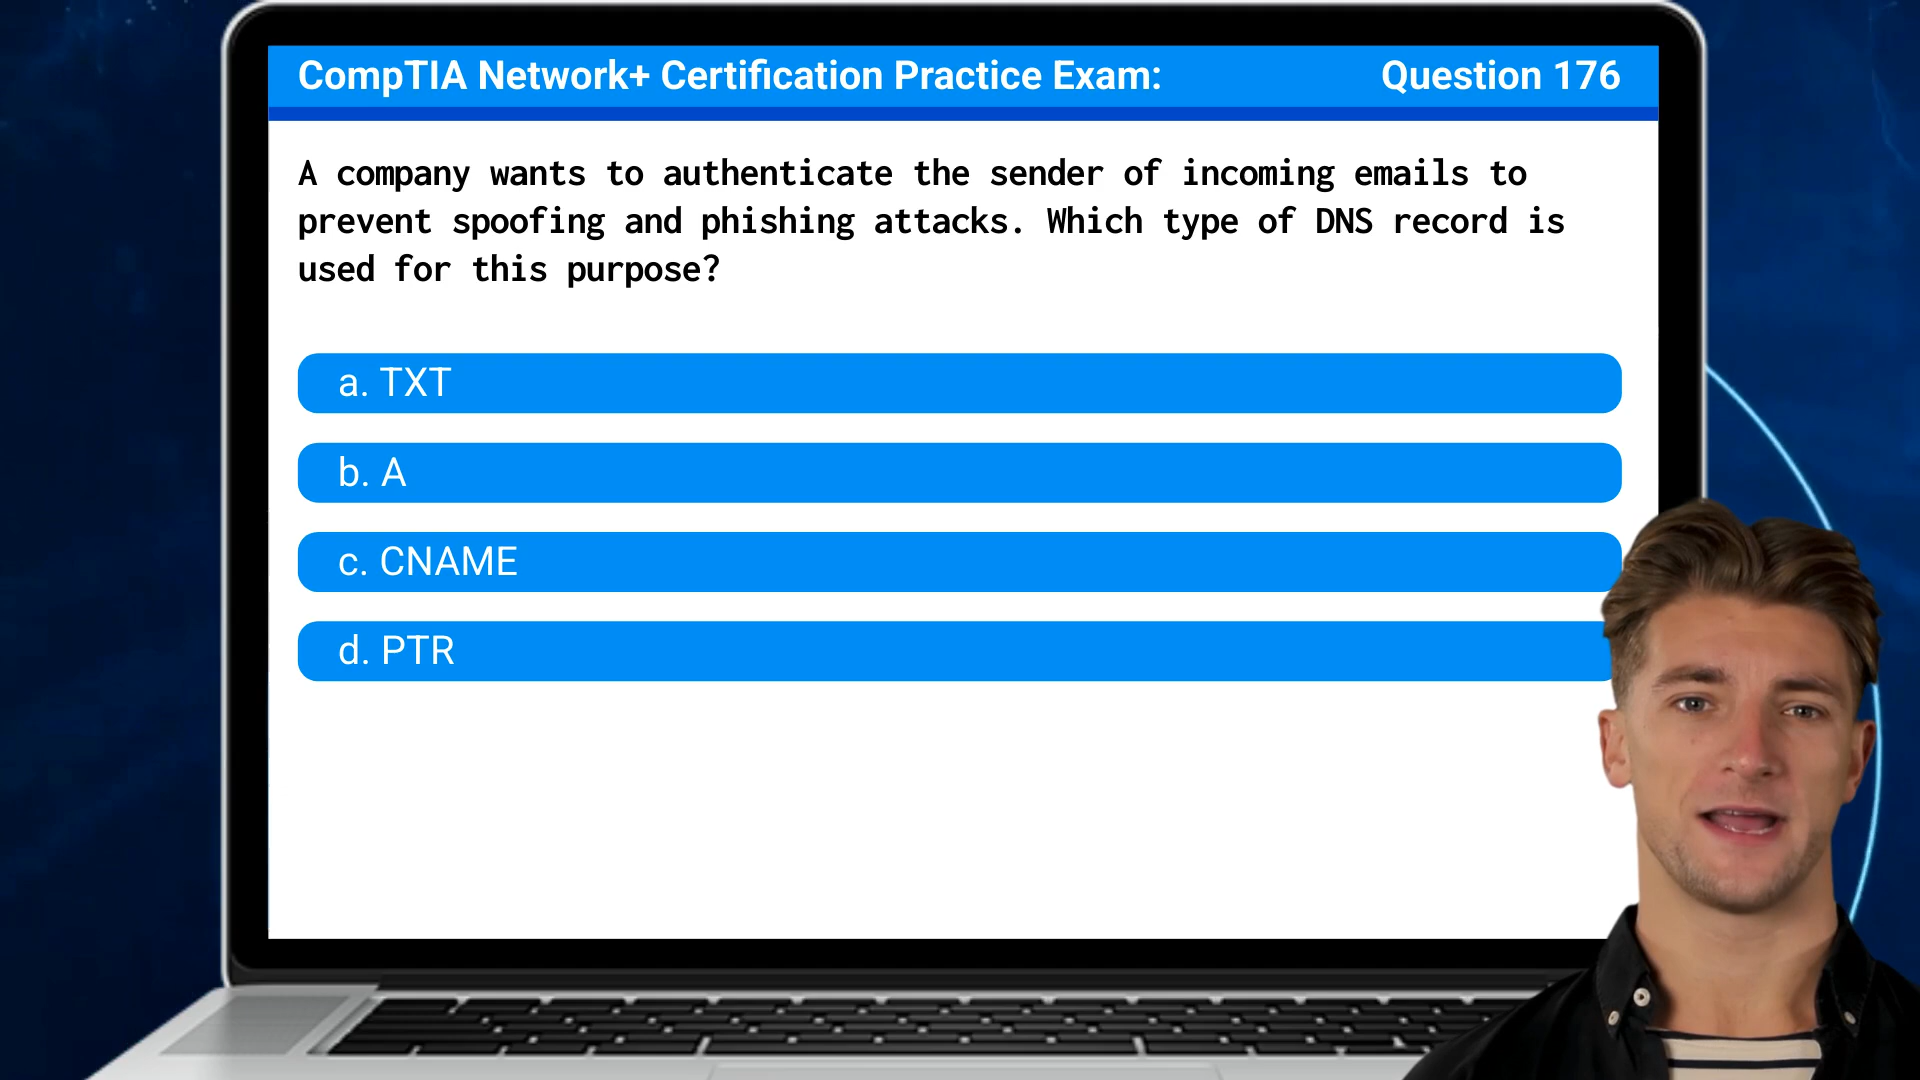 CompTIA Network+ Certification Practice Exam: Question 176
A company wants to authenticate the sender of incoming emails to
prevent spoofing and phishing attacks. Which type of DNS record is
used for this purpose?
a. TXT
b. A
c. CNAME
d. PTR